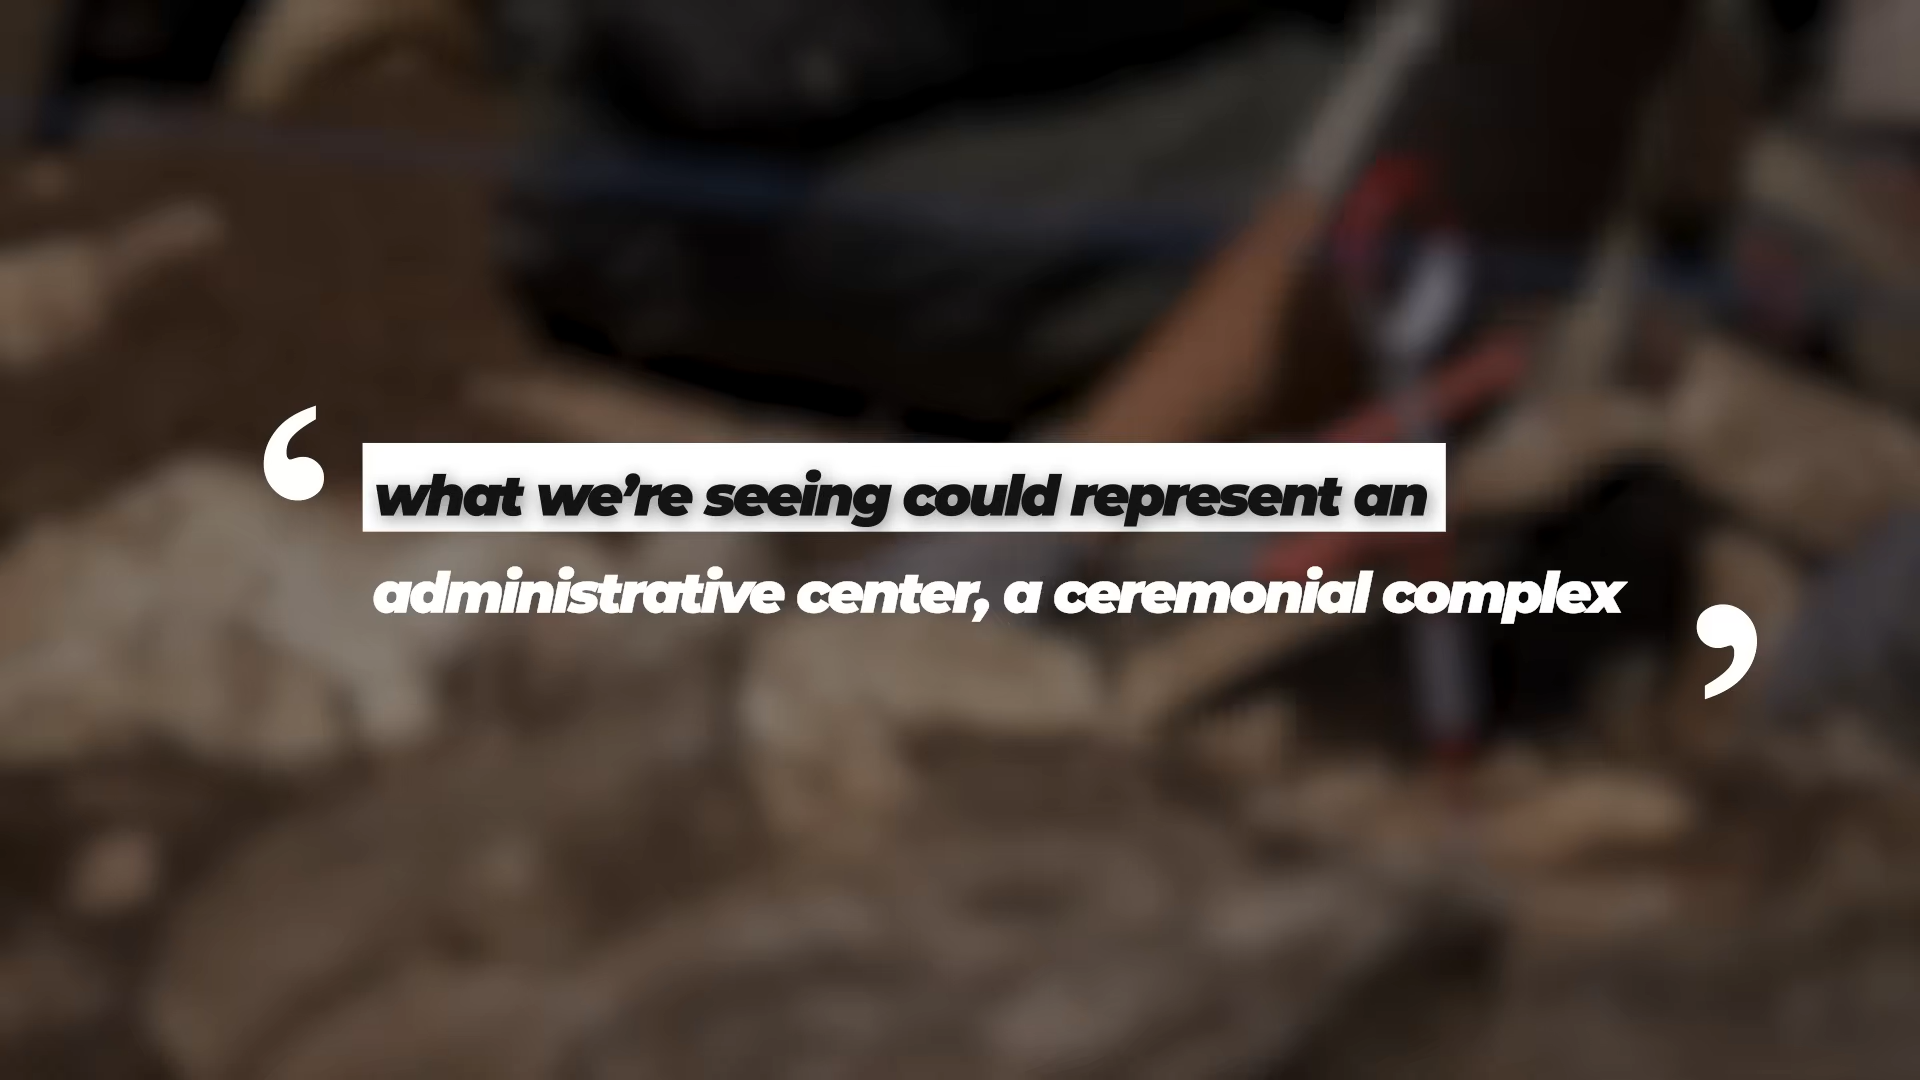 ‘what we’re seeing could represent an
administrative center, a ceremonial complex’